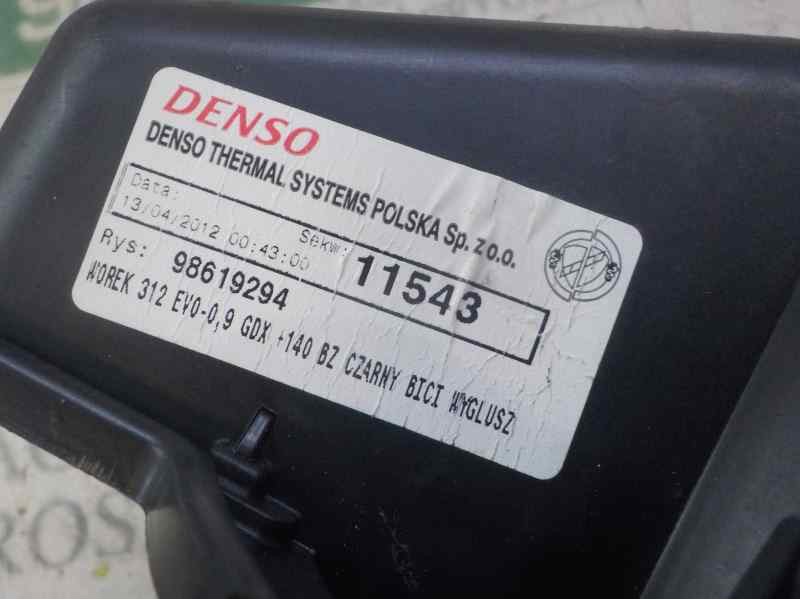 DENSO
DENSO THERMAL SYSTEMS POLSKA Sp. z o.o.
Data: Sekw:
13/04/2012 00:43:00 11543
Rys: 98619294
WOREK 312 EVO-0,9 GDX +140 BZ CZARNY BICI WYGLUSZ
ROS